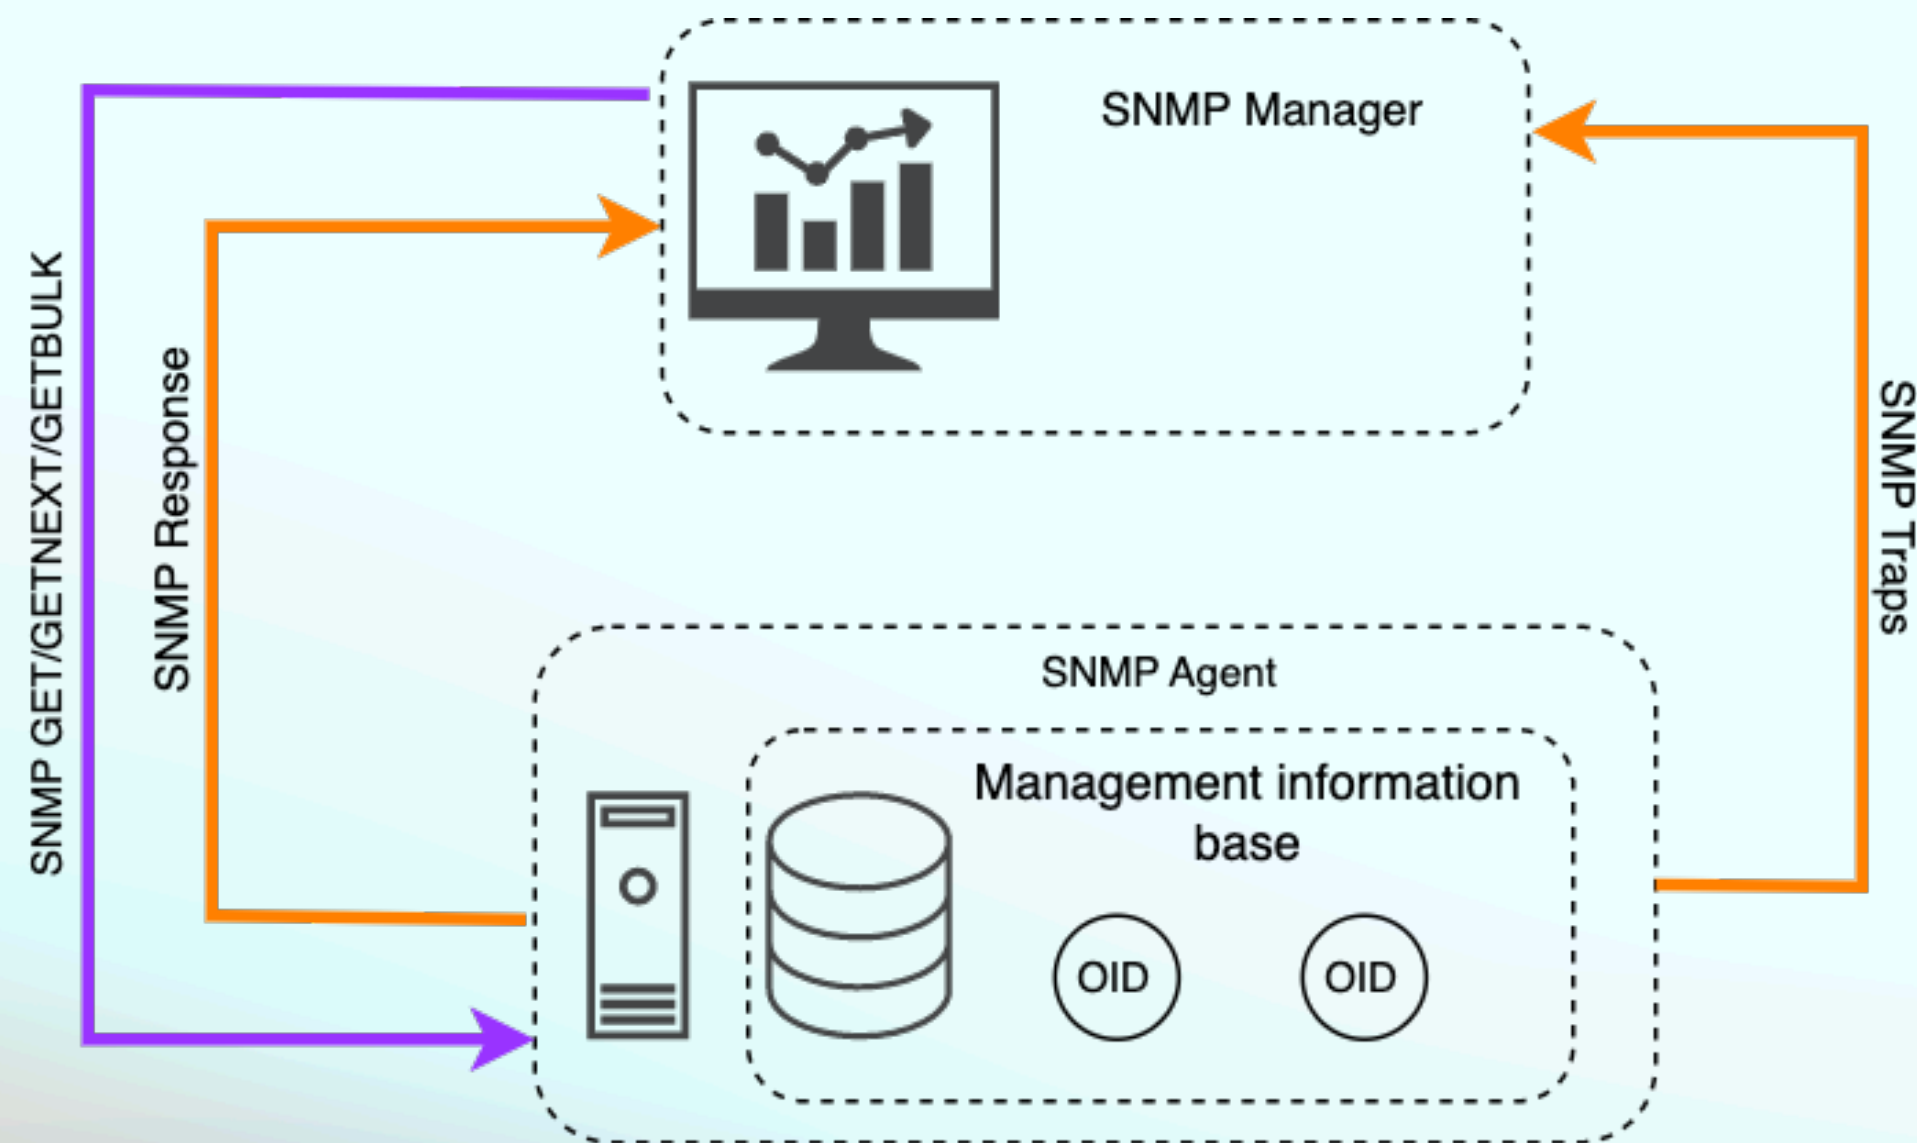 SNMP Manager
SNMP GET/GETNEXT/GETBULK
SNMP Response
SNMP Traps
SNMP Agent
Management information
base
OID
OID